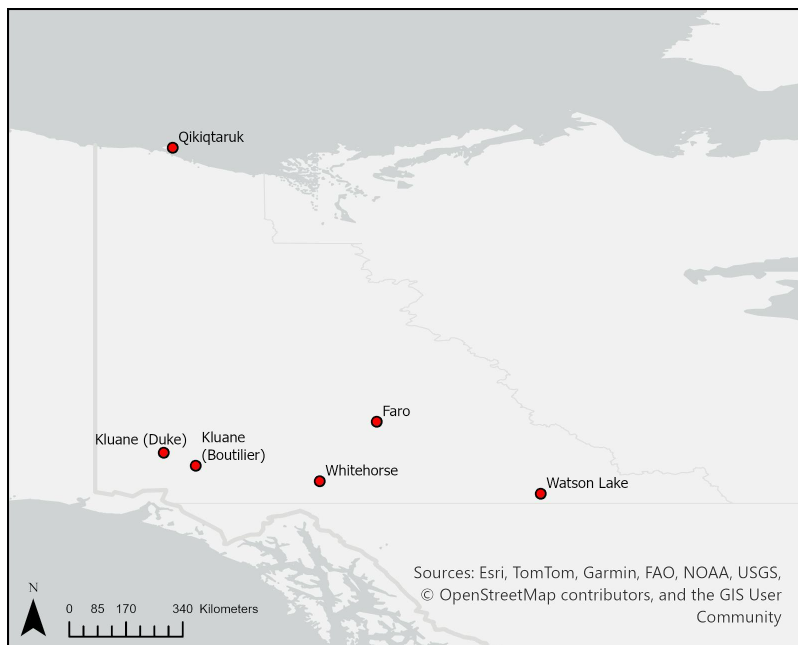 Qikiqtaruk
Faro
Kluane (Duke)
Kluane
(Boutilier)
Whitehorse
Watson Lake
Sources: Esri, TomTom, Garmin, FAO, NOAA, USGS,
© OpenStreetMap contributors, and the GIS User
Community
N
0 85 170 340 Kilometers